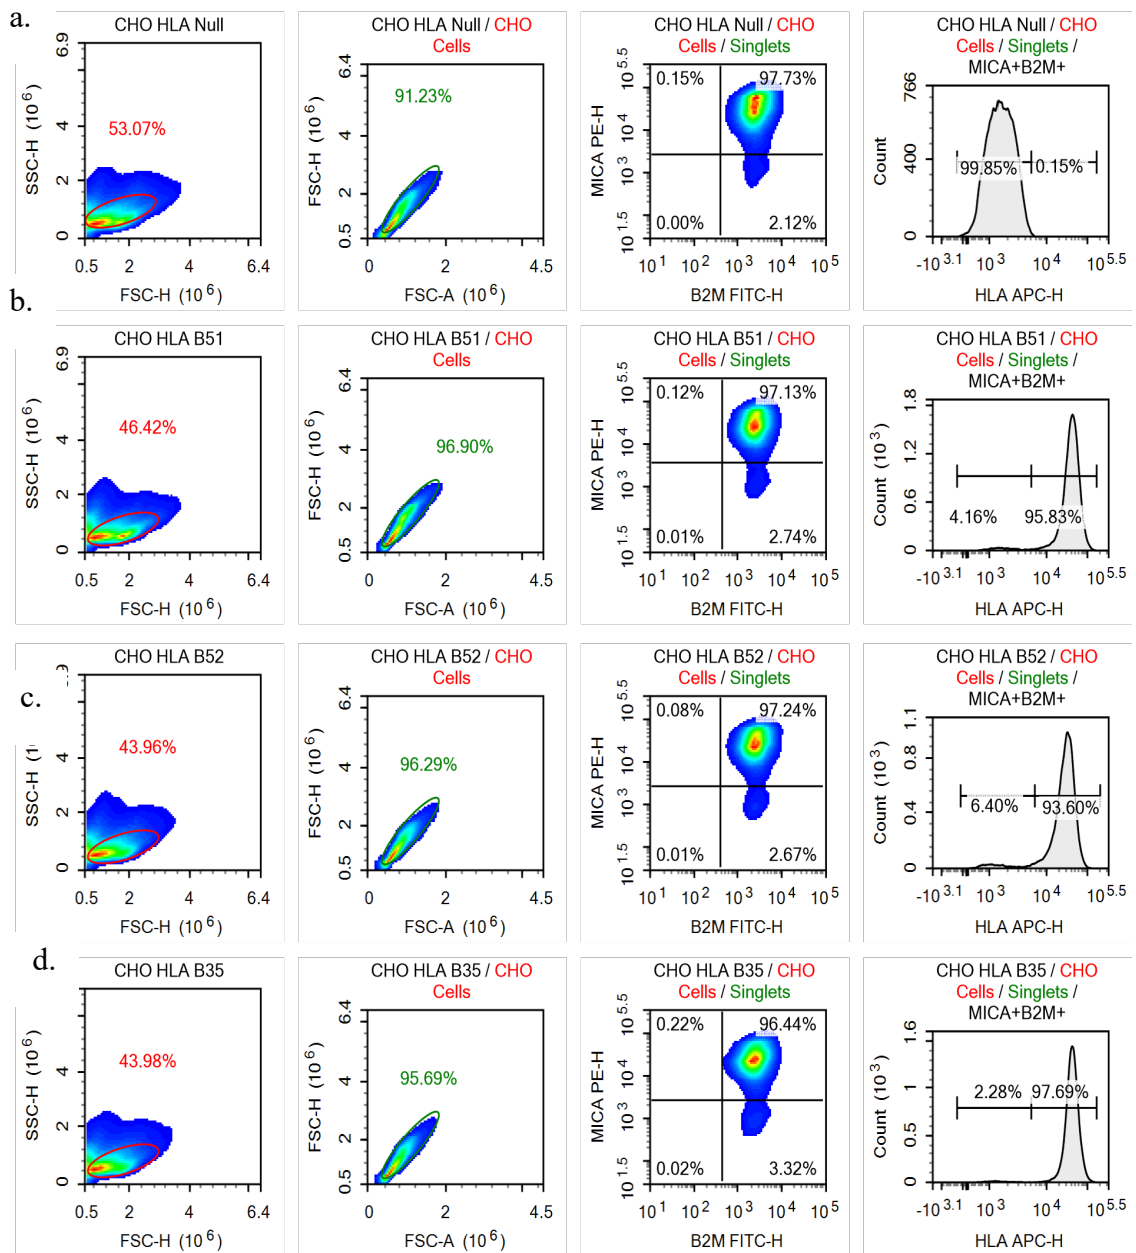 a.
CHO HLA Null
6.9
4
2
0
SSC-H (10^6)
53.07%
0.5 2 4 6.4
FSC-H (10^6)
CHO HLA Null / CHO
Cells
6.4
4
2
0.5
FSC-H (10^6)
91.23%
0 2 4.5
FSC-A (10^6)
CHO HLA Null / CHO
Cells / Singlets
10^5.5
10^4
10^3
10^1.5
MICA PE-H
0.15% 97.73%
0.00% 2.12%
10^1 10^2 10^3 10^4 10^5
B2M FITC-H
CHO HLA Null / CHO
Cells / Singlets /
MICA+B2M+
766
400
0
Count
99.85% 0.15%
-10^3.1 10^3 10^4 10^5.5
HLA APC-H
b.
CHO HLA B51
6.9
4
2
0
SSC-H (10^6)
46.42%
0.5 2 4 6.4
FSC-H (10^6)
CHO HLA B51 / CHO
Cells
6.4
4
2
0.5
FSC-H (10^6)
96.90%
0 2 4.5
FSC-A (10^6)
CHO HLA B51 / CHO
Cells / Singlets
10^5.5
10^4
10^3
10^1.5
MICA PE-H
0.12% 97.13%
0.01% 2.74%
10^1 10^2 10^3 10^4 10^5
B2M FITC-H
CHO HLA B51 / CHO
Cells / Singlets /
MICA+B2M+
1.8
1.2
0.6
0
Count (10^3)
4.16% 95.83%
-10^3.1 10^3 10^4 10^5.5
HLA APC-H
c.
CHO HLA B52
4
2
0
SSC-H (1
43.96%
0.5 2 4 6.4
FSC-H (10^6)
CHO HLA B52 / CHO
Cells
6.4
4
2
0.5
FSC-H (10^6)
96.29%
0 2 4.5
FSC-A (10^6)
CHO HLA B52 / CHO
Cells / Singlets
10^5.5
10^4
10^3
10^1.5
MICA PE-H
0.08% 97.24%
0.01% 2.67%
10^1 10^2 10^3 10^4 10^5
B2M FITC-H
CHO HLA B52 / CHO
Cells / Singlets /
MICA+B2M+
1.1
0.8
0.4
0
Count (10^3)
6.40% 93.60%
-10^3.1 10^3 10^4 10^5.5
HLA APC-H
d.
CHO HLA B35
4
2
0
SSC-H (10^6)
43.98%
0.5 2 4 6.4
FSC-H (10^6)
CHO HLA B35 / CHO
Cells
6.4
4
2
0.5
FSC-H (10^6)
95.69%
0 2 4.5
FSC-A (10^6)
CHO HLA B35 / CHO
Cells / Singlets
10^5.5
10^4
10^3
10^1.5
MICA PE-H
0.22% 96.44%
0.02% 3.32%
10^1 10^2 10^3 10^4 10^5
B2M FITC-H
CHO HLA B35 / CHO
Cells / Singlets /
MICA+B2M+
1.6
1
0.5
0
Count (10^3)
2.28% 97.69%
-10^3.1 10^3 10^4 10^5.5
HLA APC-H